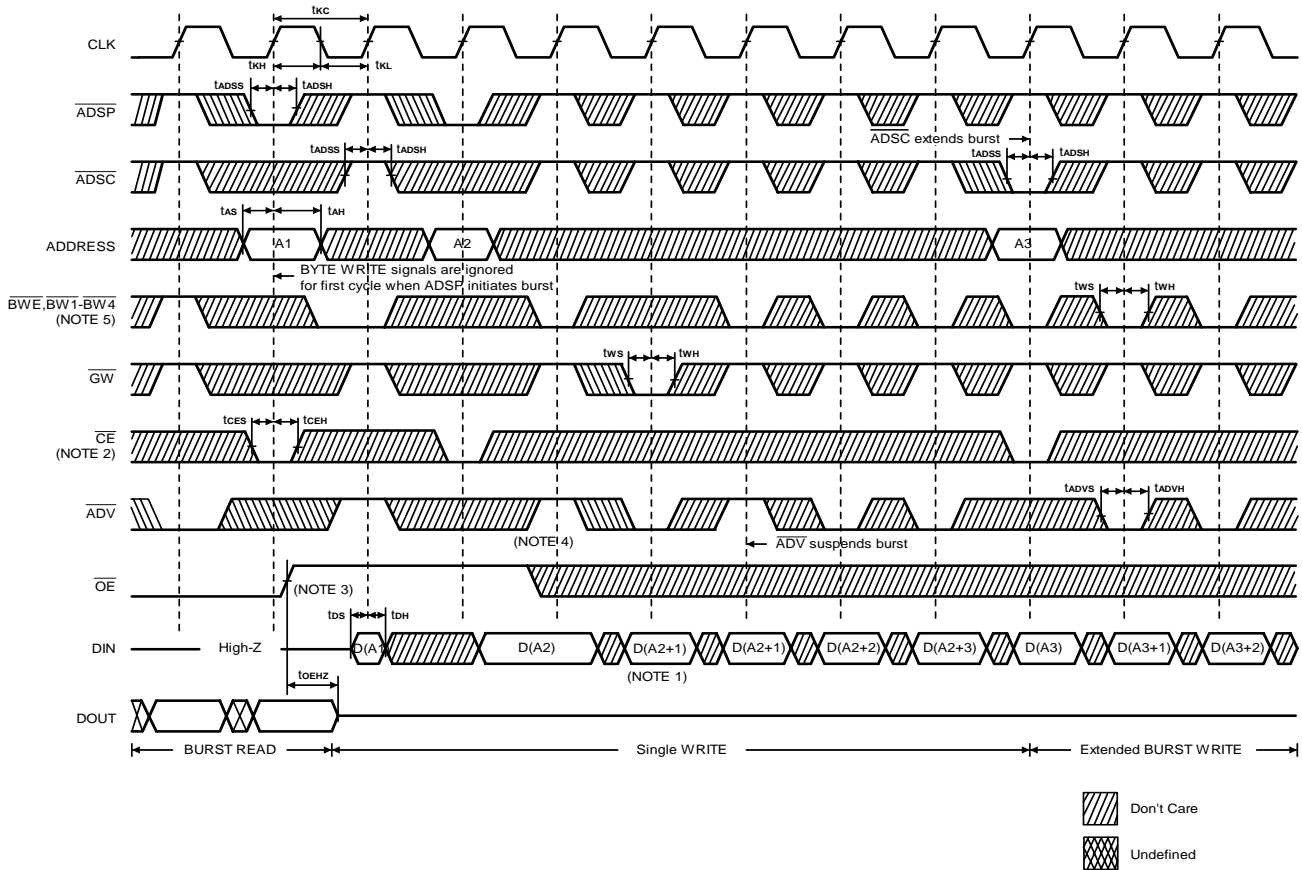 tKC
CLK
tKH
tKL
tADSS
tADSH
ADSP
ADSC extends burst
tADSS
tADSH
tADSS
tADSH
ADSC
tAS
tAH
ADDRESS
A1
A2
A3
BYTE WRITE signals are ignored
for first cycle when ADSP initiates burst
BWE,BW1-BW4
(NOTE 5)
tWS
tWH
tWS
tWH
GW
tCES
tCEH
CE
(NOTE 2)
tADVS
tADVH
ADV
(NOTE 4)
ADV suspends burst
OE
(NOTE 3)
tDS
tDH
DIN
High-Z
D(A1
D(A2)
D(A2+1)
D(A2+1)
D(A2+2)
D(A2+3)
D(A3)
D(A3+1)
D(A3+2)
(NOTE 1)
tOEHZ
DOUT
BURST READ
Single WRITE
Extended BURST WRITE
Don't Care
Undefined